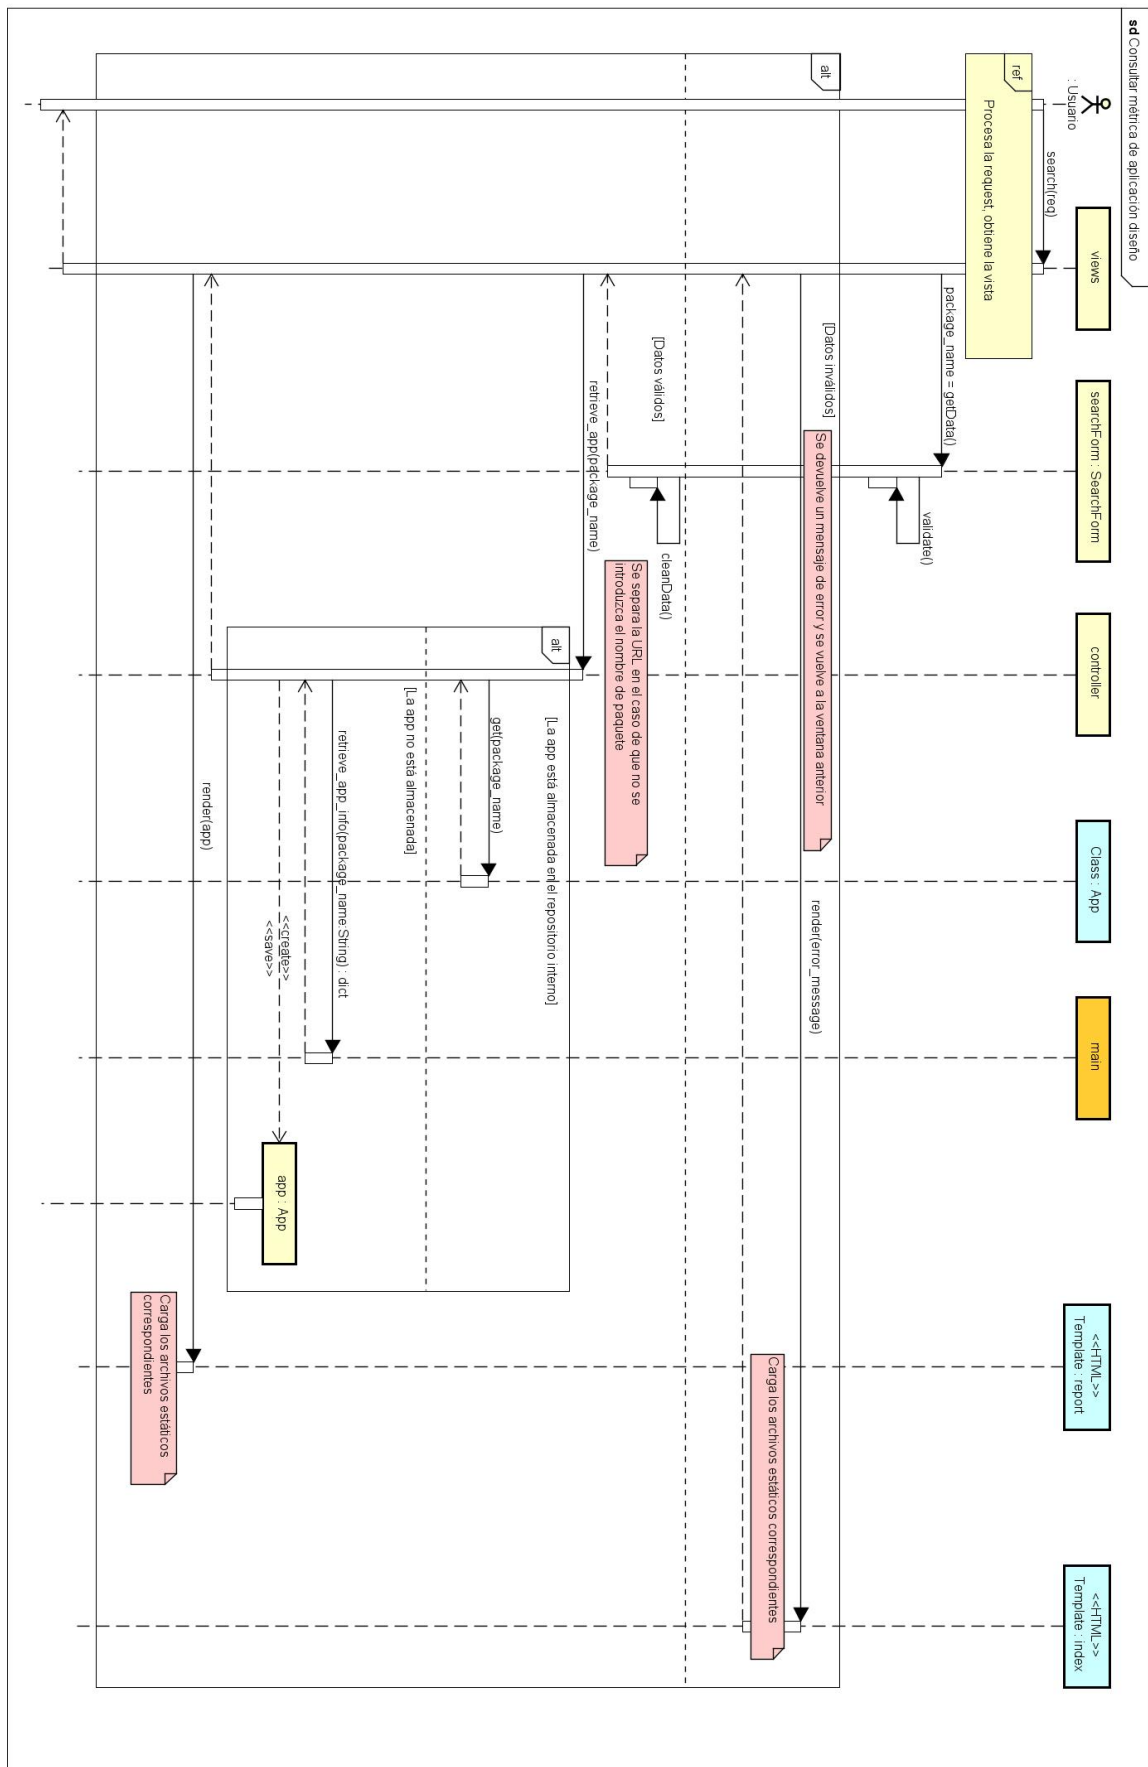 sd Consultar métrica de aplicación diseño
: Usuario
views
searchForm : SearchForm
controller
Class : App
main
<<HTML>>
Template : report
<<HTML>>
Template : index
search(req)
ref
Procesa la request, obtiene la vista
package_name = getData()
validate()
alt
[Datos inválidos]
Se devuelve un mensaje de error y se vuelve a la ventana anterior
render(error_message)
Carga los archivos estáticos correspondientes
[Datos válidos]
cleanData()
Se separa la URL en el caso de que no se
introduzca el nombre de paquete
retrieve_app(package_name)
alt
[La app está almacenada en el repositorio interno]
get(package_name)
[La app no está almacenada]
retrieve_app_info(package_name:String) : dict
<<create>>
<<save>>
app : App
render(app)
Carga los archivos estáticos
correspondientes